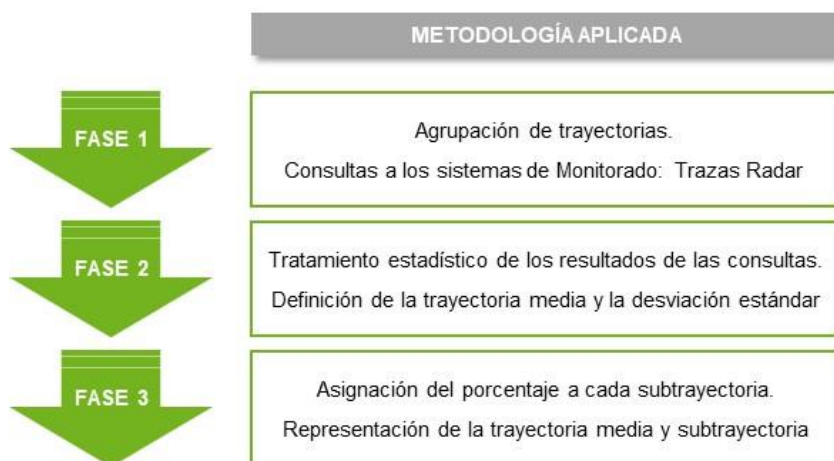 METODOLOGÍA APLICADA
FASE 1
Agrupación de trayectorias.
Consultas a los sistemas de Monitorado: Trazas Radar
FASE 2
Tratamiento estadístico de los resultados de las consultas.
Definición de la trayectoria media y la desviación estándar
FASE 3
Asignación del porcentaje a cada subtrayectoria.
Representación de la trayectoria media y subtrayectoria